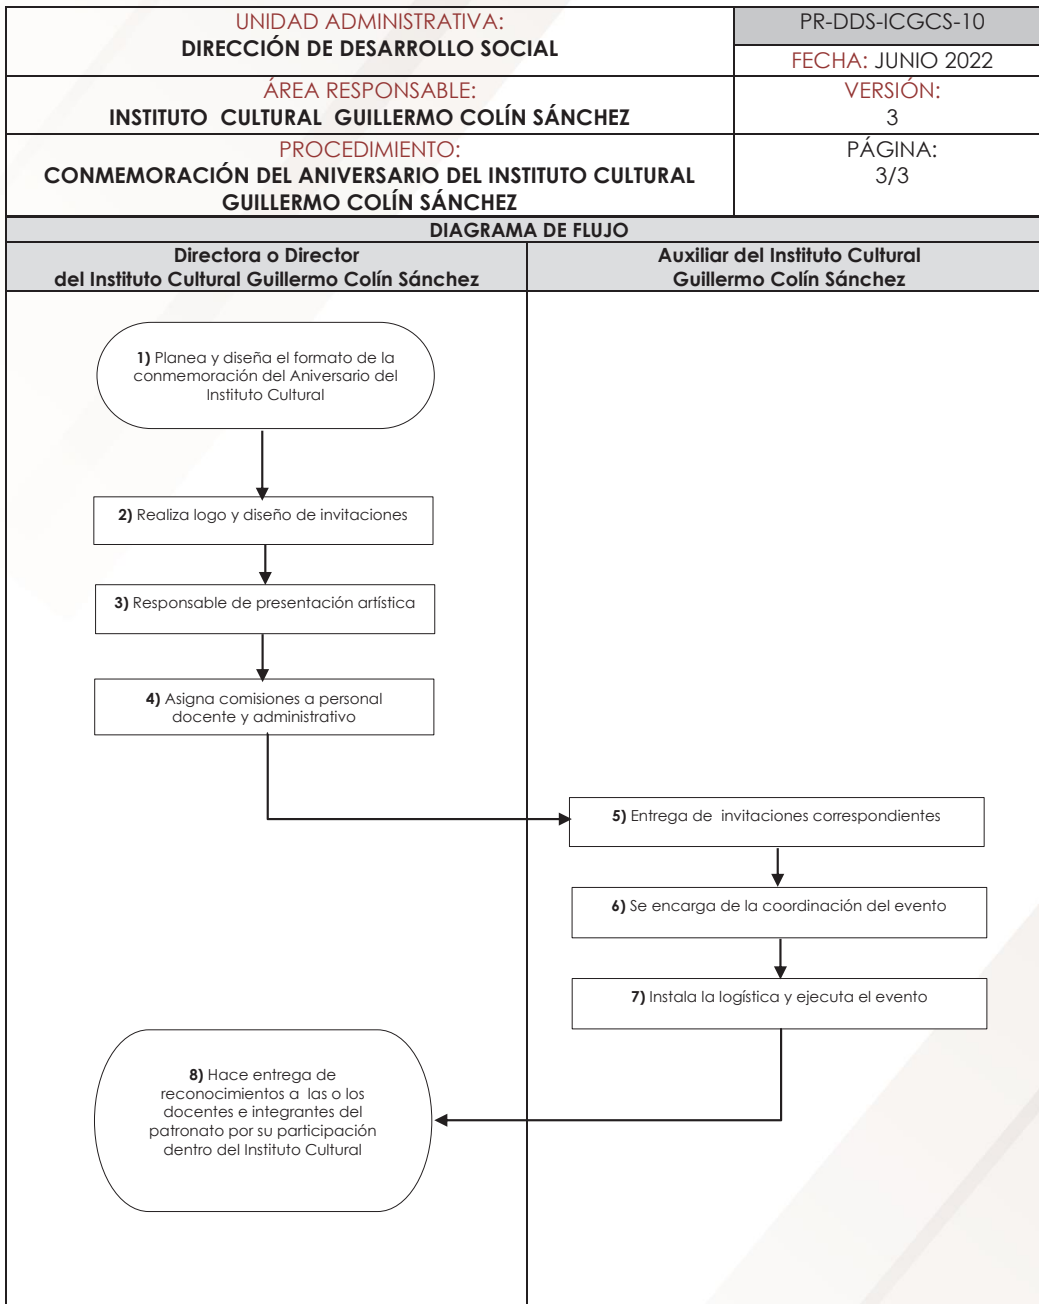 UNIDAD ADMINISTRATIVA:
DIRECCIÓN DE DESARROLLO SOCIAL
PR-DDS-ICGCS-10
FECHA: JUNIO 2022
ÁREA RESPONSABLE:
INSTITUTO CULTURAL GUILLERMO COLÍN SÁNCHEZ
VERSIÓN:
3
PROCEDIMIENTO:
CONMEMORACIÓN DEL ANIVERSARIO DEL INSTITUTO CULTURAL
GUILLERMO COLÍN SÁNCHEZ
PÁGINA:
3/3
DIAGRAMA DE FLUJO
Directora o Director
del Instituto Cultural Guillermo Colín Sánchez
Auxiliar del Instituto Cultural
Guillermo Colín Sánchez
1) Planea y diseña el formato de la
conmemoración del Aniversario del
Instituto Cultural
2) Realiza logo y diseño de invitaciones
3) Responsable de presentación artística
4) Asigna comisiones a personal
docente y administrativo
5) Entrega de invitaciones correspondientes
6) Se encarga de la coordinación del evento
7) Instala la logística y ejecuta el evento
8) Hace entrega de
reconocimientos a las o los
docentes e integrantes del
patronato por su participación
dentro del Instituto Cultural